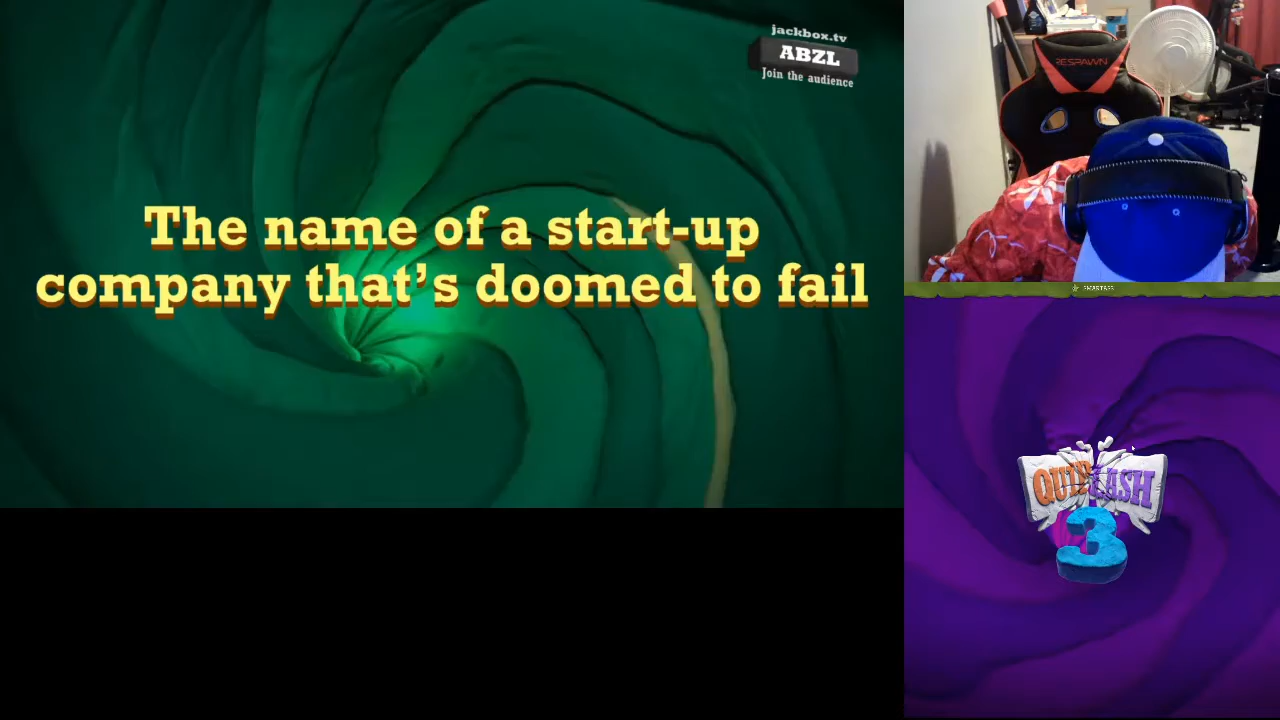 jackbox.tv
ABZL
Join the audience
The name of a start-up
company that's doomed to fail
RESPAWN
QUIPLASH
3